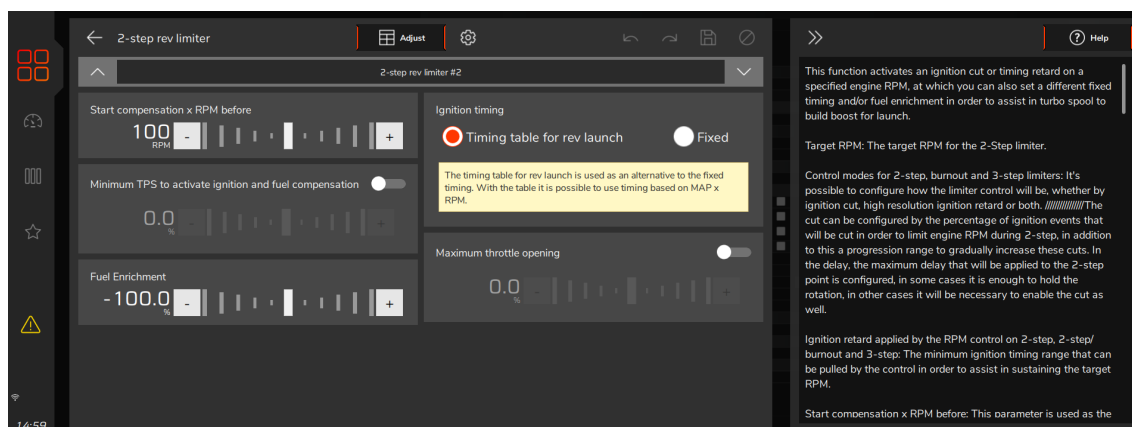 2-step rev limiter
Adjust
Help
2-step rev limiter #2
Start compensation x RPM before
100
RPM
-
+
Minimum TPS to activate ignition and fuel compensation
0.0
%
-
+
Fuel Enrichment
-100.0
%
-
+
Ignition timing
Timing table for rev launch
Fixed
The timing table for rev launch is used as an alternative to the fixed
timing. With the table it is possible to use timing based on MAP x
RPM.
Maximum throttle opening
0.0
%
-
+
This function activates an ignition cut or timing retard on a
specified engine RPM, at which you can also set a different fixed
timing and/or fuel enrichment in order to assist in turbo spool to
build boost for launch.
Target RPM: The target RPM for the 2-Step limiter.
Control modes for 2-step, burnout and 3-step limiters: It's
possible to configure how the limiter control will be, whether by
ignition cut, high resolution ignition retard or both. ///////////////The
cut can be configured by the percentage of ignition events that
will be cut in order to limit engine RPM during 2-step, in addition
to this a progression range to gradually increase these cuts. In
the delay, the maximum delay that will be applied to the 2-step
point is configured, in some cases it is enough to hold the
rotation, in other cases it will be necessary to enable the cut as
well.
Ignition retard applied by the RPM control on 2-step, 2-step/
burnout and 3-step: The minimum ignition timing range that can
be pulled by the control in order to assist in sustaining the target
RPM.
Start compensation x RPM before: This parameter is used as the
14:59